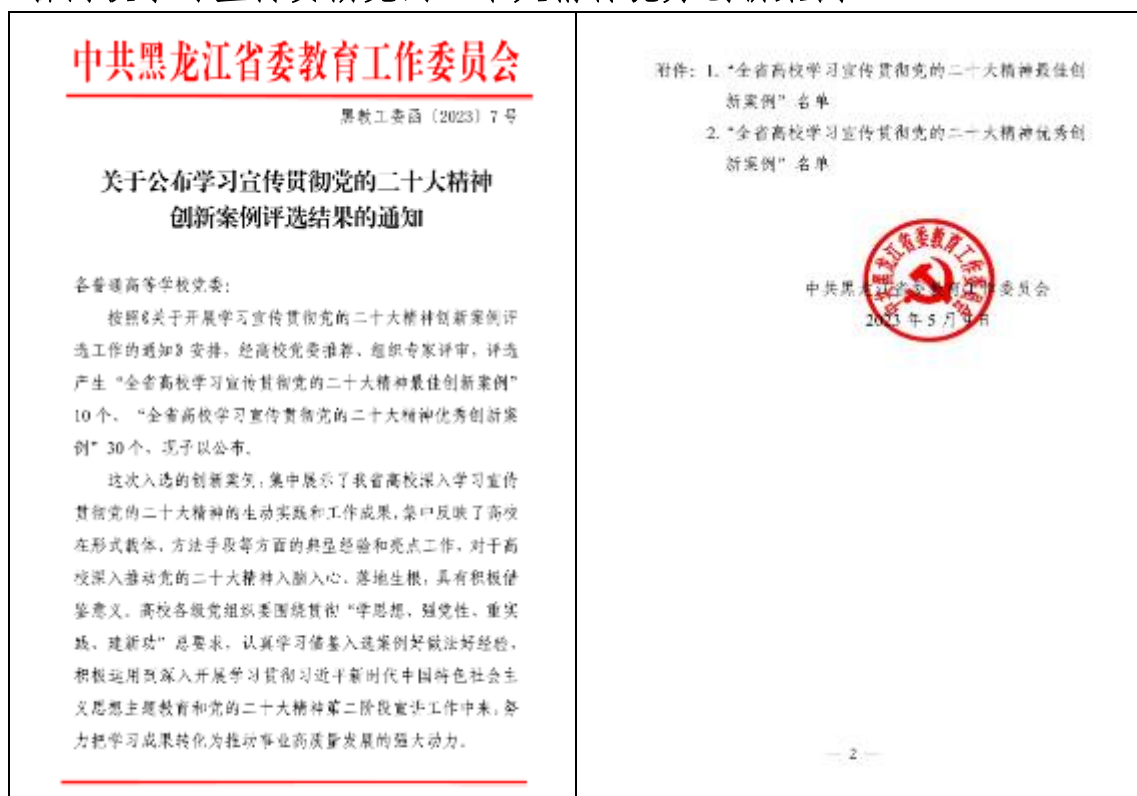 中共黑龙江省委教育工作委员会
黑教工委函〔2023〕7号
关于公布学习宣传贯彻党的二十大精神
创新案例评选结果的通知
各普通高等学校党委:
按照《关于开展学习宣传贯彻党的二十大精神创新案例评
选工作的通知》安排,经高校党委推荐、组织专家评审,评选
产生“全省高校学习宣传贯彻党的二十大精神最佳创新案例”
10个、“全省高校学习宣传贯彻党的二十大精神优秀创新案
例”30个,现予以公布。
这次入选的创新案例,集中展示了我省高校深入学习宣传
贯彻党的二十大精神的生动实践和工作成果,集中反映了高校
在形式载体、方法手段等方面的典型经验和亮点工作,对于高
校深入推动党的二十大精神入脑入心、落地生根,具有积极借
鉴意义。高校各级党组织要围绕贯彻“学思想、强党性、重实
践、建新功”总要求,认真学习借鉴入选案例好做法好经验,
积极运用到深入开展学习贯彻习近平新时代中国特色社会主
义思想主题教育和党的二十大精神第二阶段宣讲工作中来,努
力把学习成果转化为推动事业高质量发展的强大动力。
附件:1.“全省高校学习宣传贯彻党的二十大精神最佳创
新案例”名单
2.“全省高校学习宣传贯彻党的二十大精神优秀创
新案例”名单
中共黑龙江省委教育工作委员会
中共黑龙江省委教育工作委员会
2023年5月9日
— 2 —